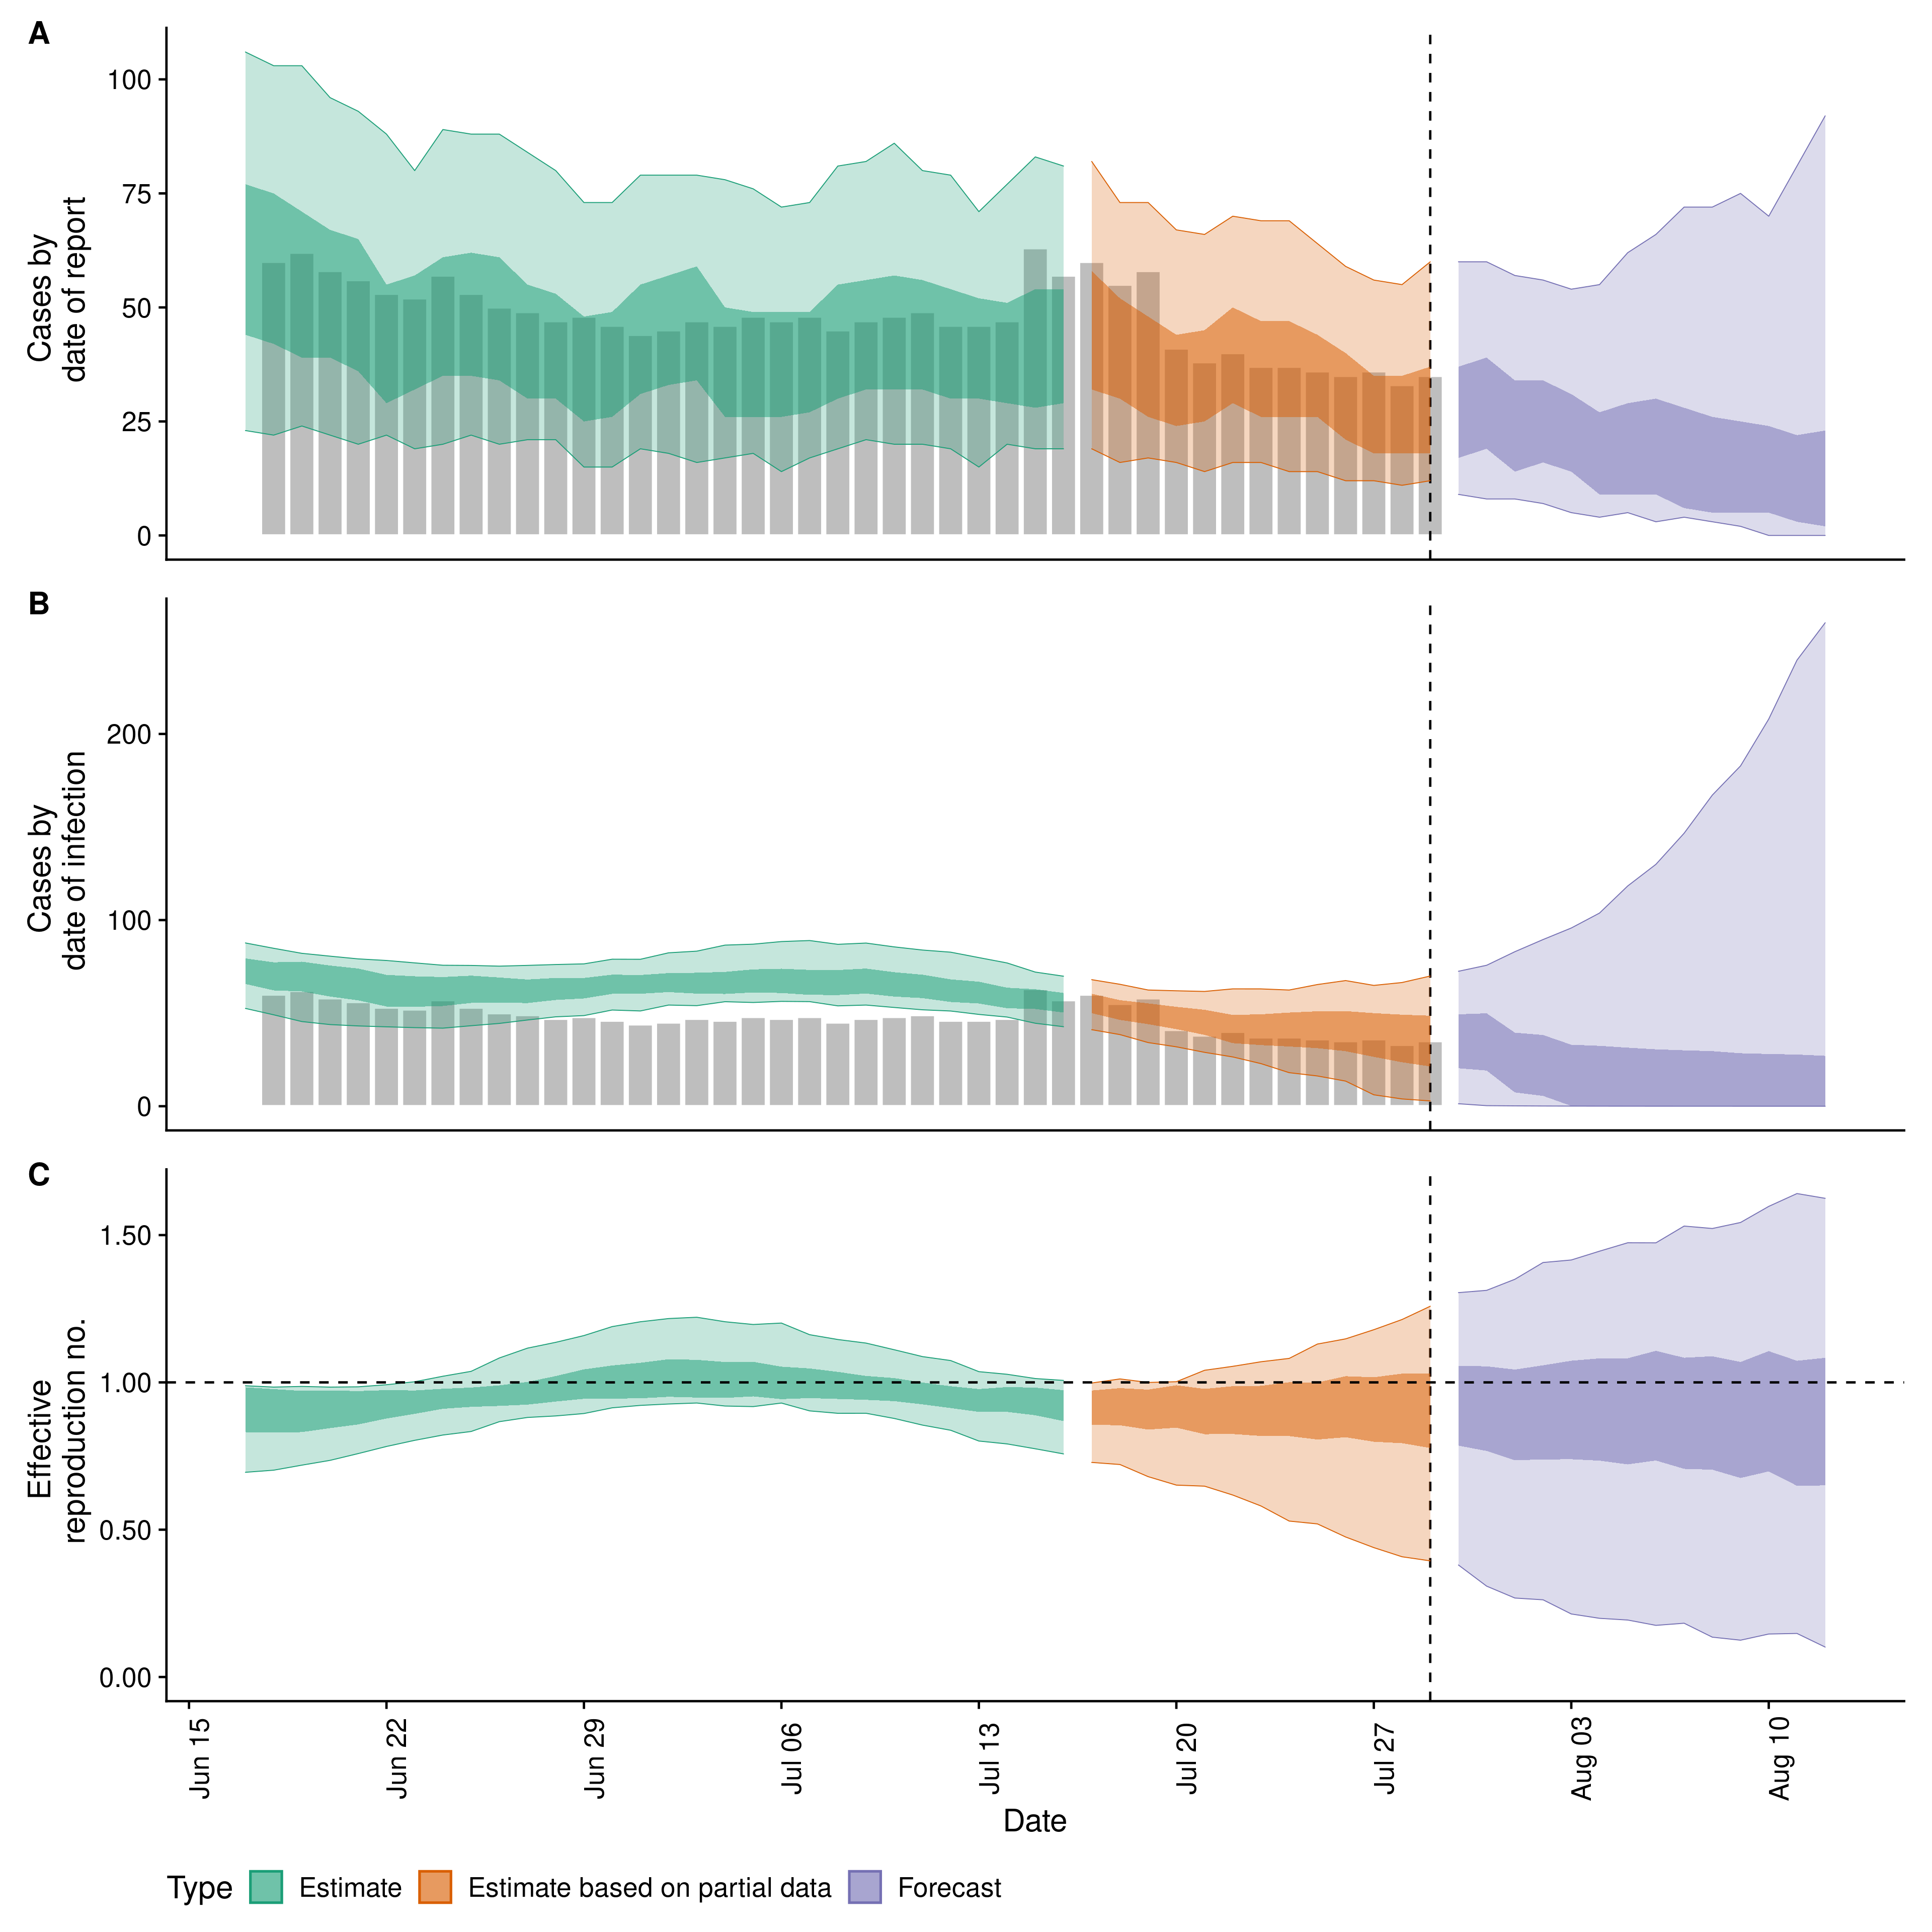 A
Cases by
date of report
100
75
50
25
0
B
Cases by
date of infection
200
100
0
C
Effective
reproduction no.
1.50
1.00
0.50
0.00
Jun 15
Jun 22
Jun 29
Jul 06
Jul 13
Jul 20
Jul 27
Aug 03
Aug 10
Date
Type Estimate Estimate based on partial data Forecast